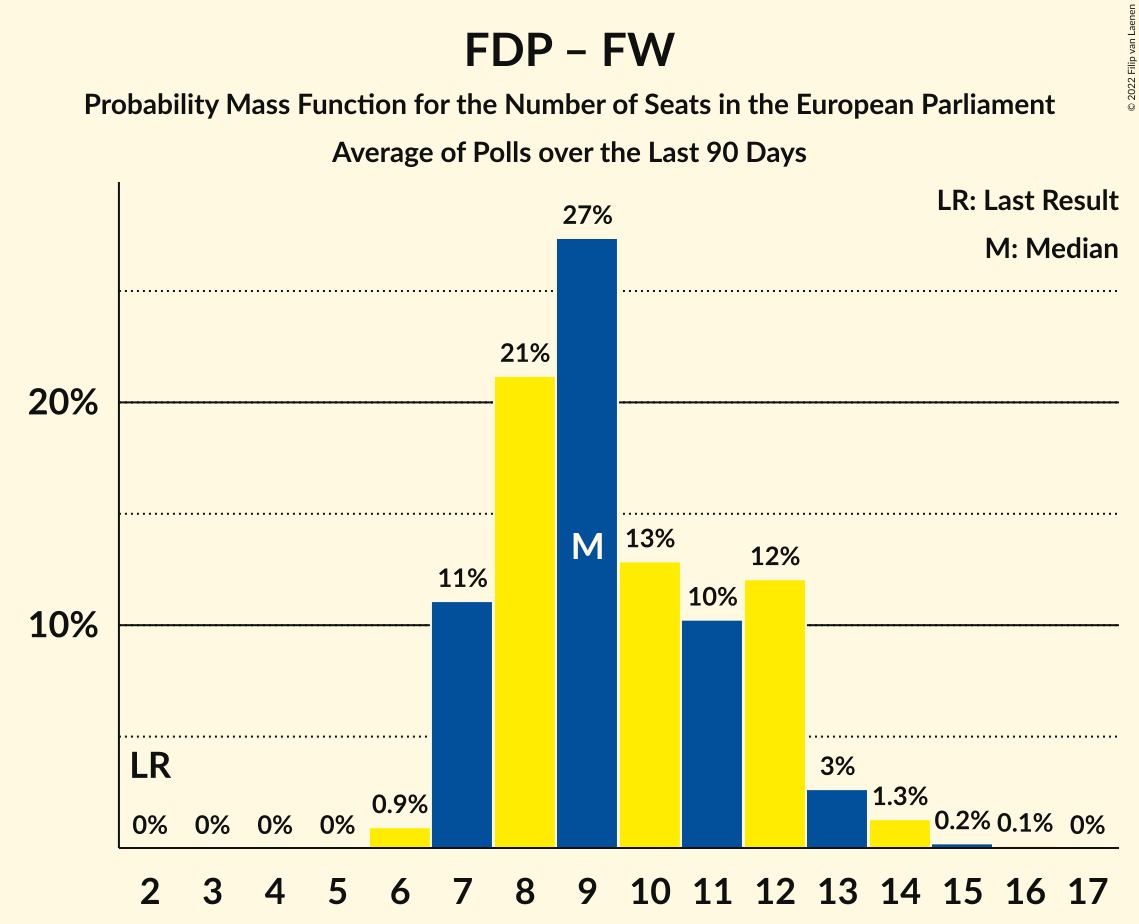 FDP – FW
Probability Mass Function for the Number of Seats in the European Parliament
Average of Polls over the Last 90 Days
© 2022 Filip van Laenen
LR: Last Result
M: Median
27%
21%
20%
13%
12%
11%
10%
10%
M
LR
3%
1.3%
0.9%
0.2%
0.1%
0% 0% 0% 0% 0%
2 3 4 5 6 7 8 9 10 11 12 13 14 15 16 17